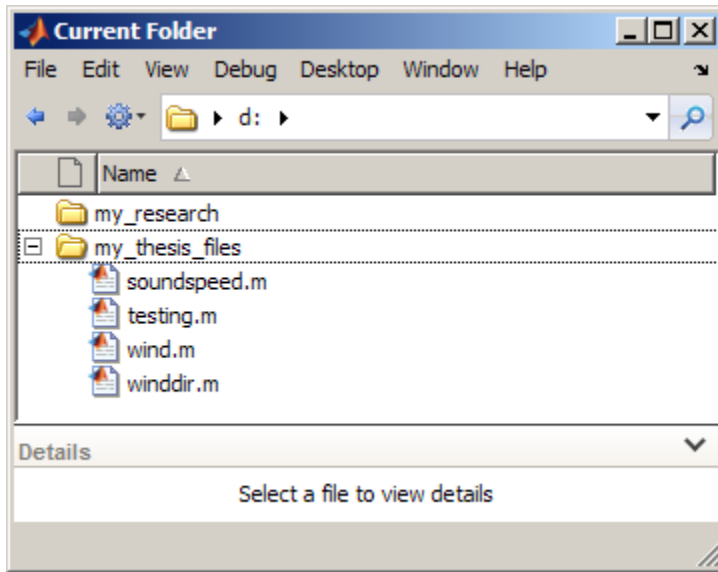 Current Folder
File Edit View Debug Desktop Window Help
d:
Name
my_research
my_thesis_files
soundspeed.m
testing.m
wind.m
winddir.m
Details
Select a file to view details